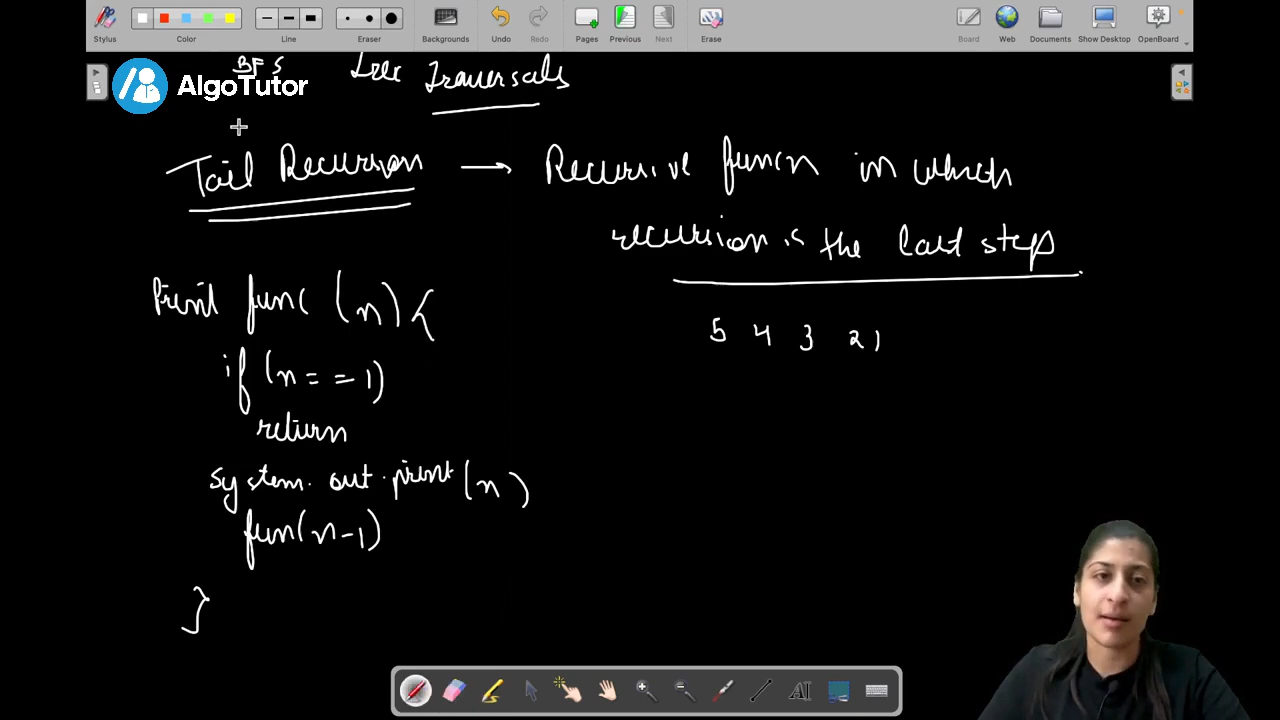 Stylus Color Line Eraser Backgrounds Undo Redo Pages Previous Next Erase Board Web Documents Show Desktop OpenBoard
BFS Tree Traversals
AlgoTutor
Tail Recursion → Recursive funcn in which
recursion is the last step
Print func (n) {
5 4 3 2 1
if (n = = 1)
return
system. out. print (n)
fun(n-1)
}